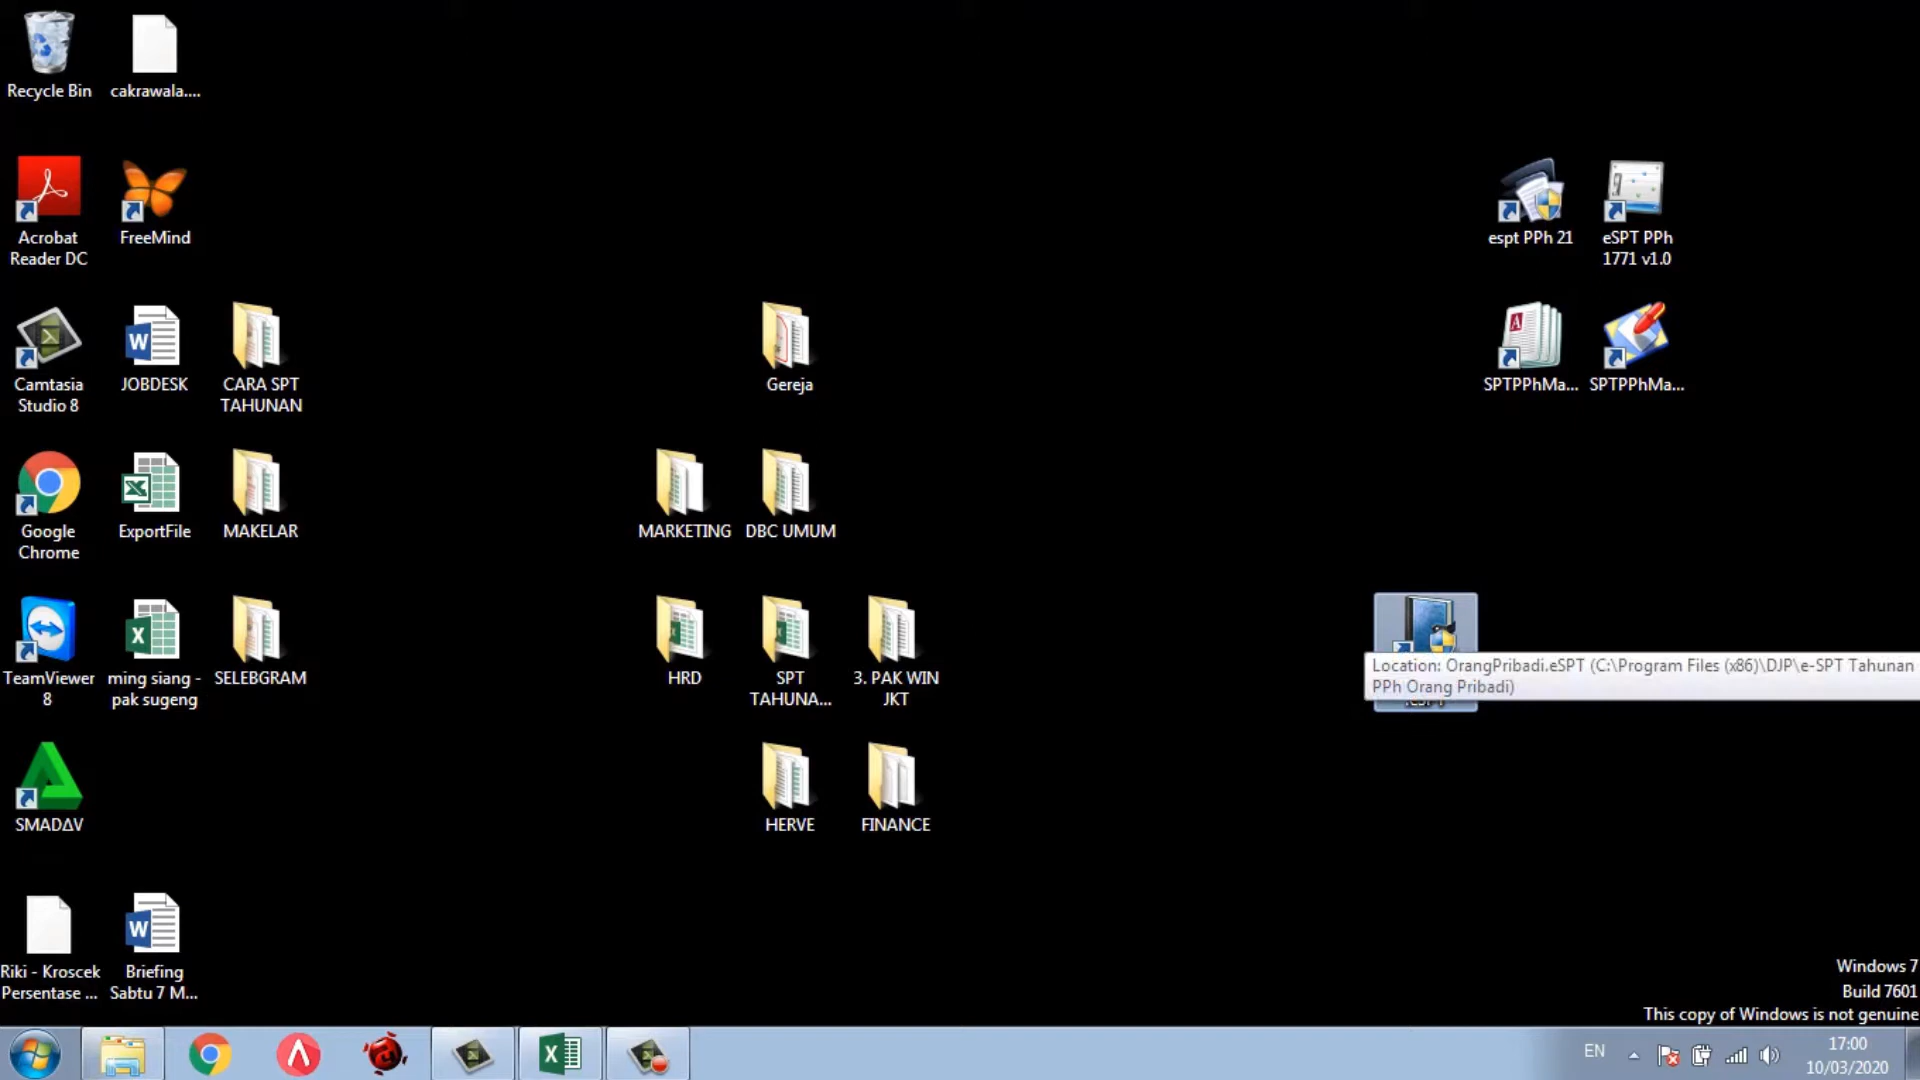 Recycle Bin
cakrawala....
Acrobat
Reader DC
FreeMind
espt PPh 21
eSPT PPh
1771 v1.0
Camtasia
Studio 8
JOBDESK
CARA SPT
TAHUNAN
Gereja
SPTPPhMa...
SPTPPhMa...
Google
Chrome
ExportFile
MAKELAR
MARKETING
DBC UMUM
TeamViewer
8
ming siang -
pak sugeng
SELEBGRAM
HRD
SPT
TAHUNA...
3. PAK WIN
JKT
Location: OrangPribadi.eSPT (C:\Program Files (x86)\DJP\e-SPT Tahunan
PPh Orang Pribadi)
SMADΔV
HERVE
FINANCE
Riki - Kroscek
Persentase ...
Briefing
Sabtu 7 M...
Windows 7
Build 7601
This copy of Windows is not genuine
EN
17:00
10/03/2020